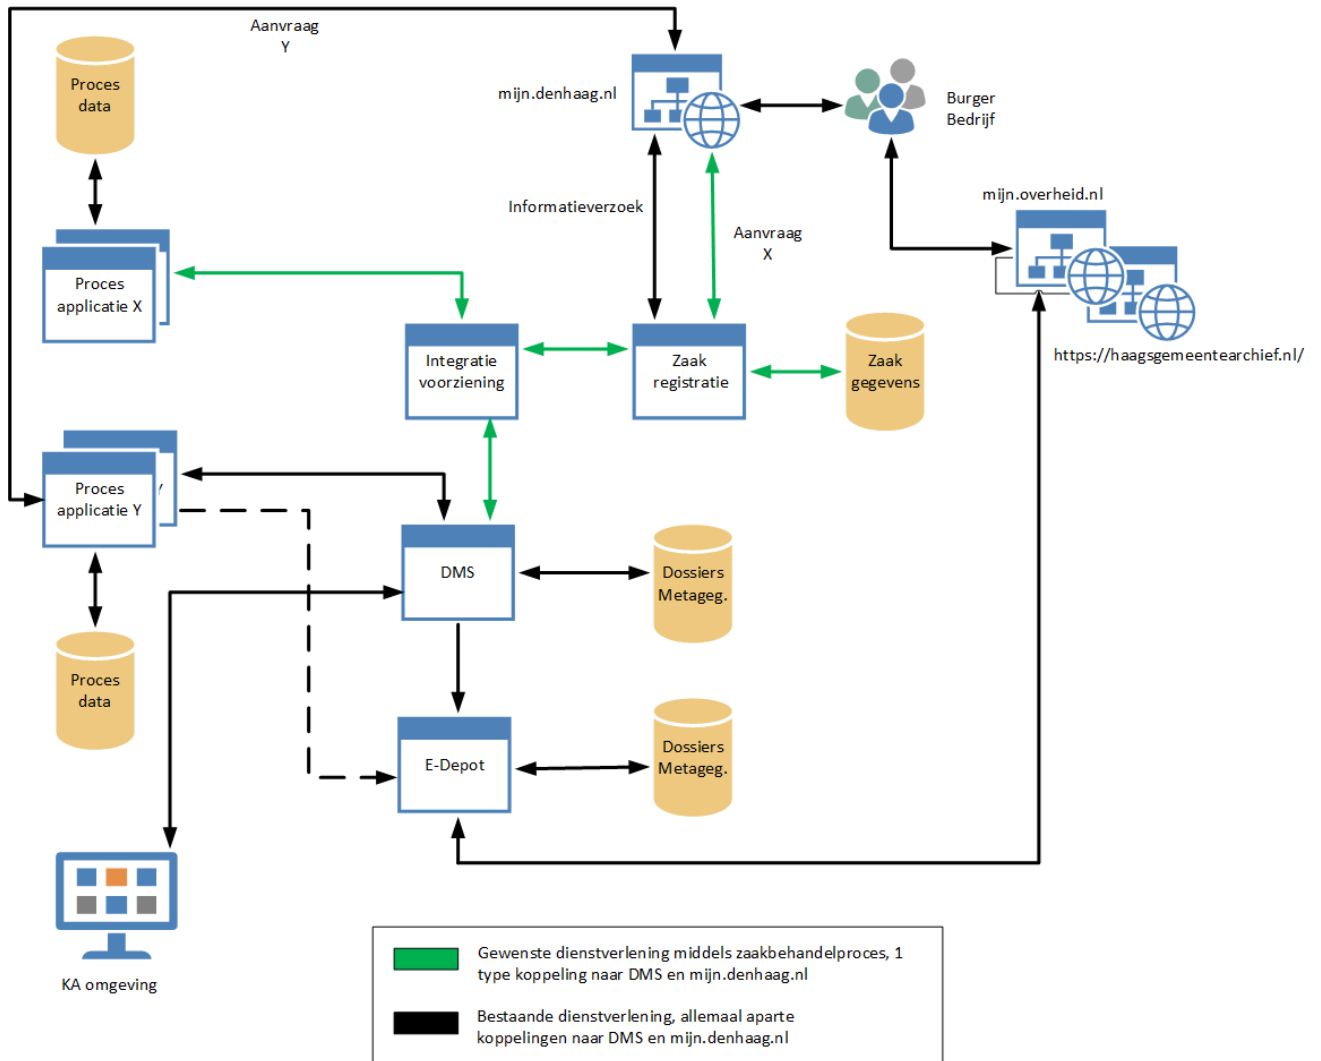 Aanvraag
Y
Proces
data
mijn.denhaag.nl
Burger
Bedrijf
mijn.overheid.nl
Informatieverzoek
Aanvraag
X
Proces
applicatie X
Integratie
voorziening
Zaak
registratie
Zaak
gegevens
https://haagsgemeentearchief.nl/
Proces
applicatie Y
DMS
Dossiers
Metageg.
Proces
data
E-Depot
Dossiers
Metageg.
KA omgeving
Gewenste dienstverlening middels zaakbehandelproces, 1
type koppeling naar DMS en mijn.denhaag.nl
Bestaande dienstverlening, allemaal aparte
koppelingen naar DMS en mijn.denhaag.nl